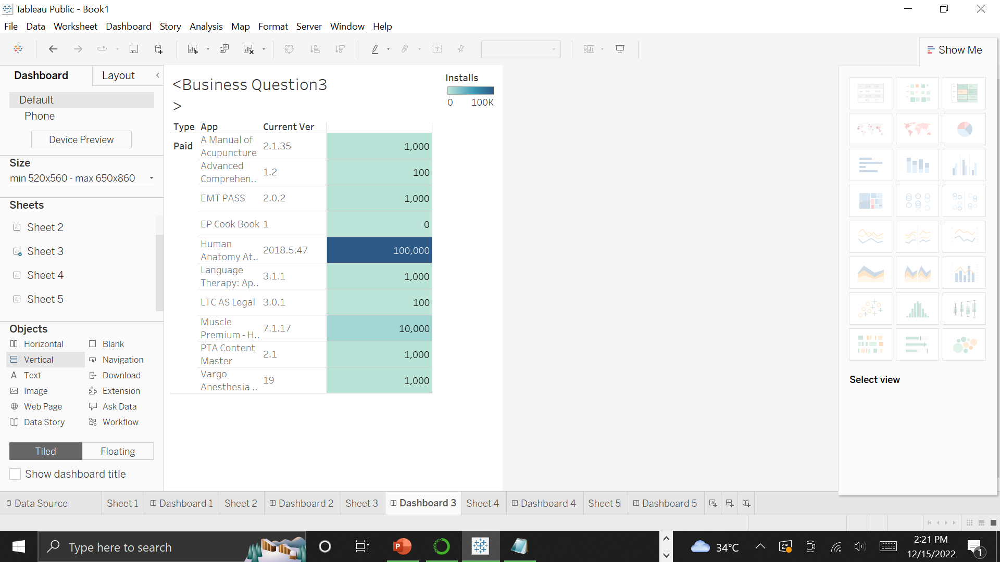 Tableau Public - Book1
File Data Worksheet Dashboard Story Analysis Map Format Server Window Help
Show Me
Dashboard Layout
Default
Phone
Device Preview
Size
min 520x560 - max 650x860
Sheets
Sheet 2
Sheet 3
Sheet 4
Sheet 5
Objects
Horizontal Blank
Vertical Navigation
Text Download
Image Extension
Web Page Ask Data
Data Story Workflow
Tiled Floating
Show dashboard title
<Business Question3
>
Installs
0 100K
Type App Current Ver
Paid
A Manual of
Acupuncture 2.1.35 1,000
Advanced
Comprehen.. 1.2 100
EMT PASS 2.0.2 1,000
EP Cook Book 1 0
Human
Anatomy At.. 2018.5.47 100,000
Language
Therapy: Ap.. 3.1.1 1,000
LTC AS Legal 3.0.1 100
Muscle
Premium - H.. 7.1.17 10,000
PTA Content
Master 2.1 1,000
Vargo
Anesthesia .. 19 1,000
Select view
Data Source Sheet 1 Dashboard 1 Sheet 2 Dashboard 2 Sheet 3 Dashboard 3 Sheet 4 Dashboard 4 Sheet 5 Dashboard 5
Type here to search
34°C
2:21 PM
12/15/2022
1